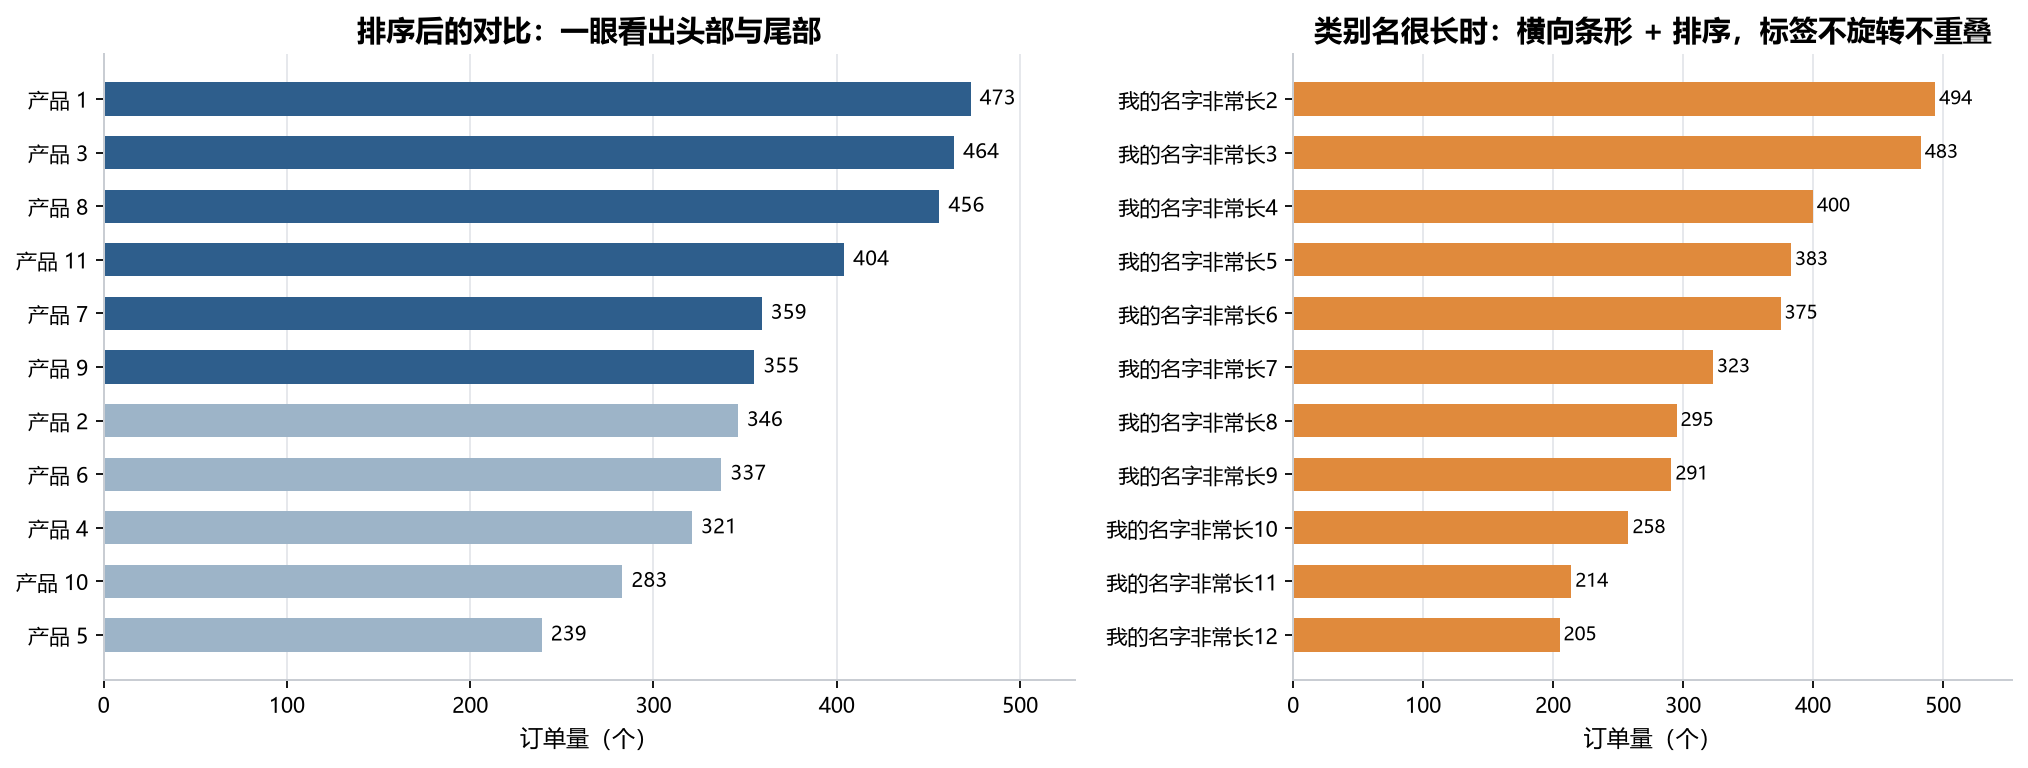 排序后的对比：一眼看出头部与尾部
产品 1
473
产品 3
464
产品 8
456
产品 11
404
产品 7
359
产品 9
355
产品 2
346
产品 6
337
产品 4
321
产品 10
283
产品 5
239
0 100 200 300 400 500
订单量（个）
类别名很长时：横向条形 + 排序，标签不旋转不重叠
我的名字非常长2
494
我的名字非常长3
483
我的名字非常长4
400
我的名字非常长5
383
我的名字非常长6
375
我的名字非常长7
323
我的名字非常长8
295
我的名字非常长9
291
我的名字非常长10
258
我的名字非常长11
214
我的名字非常长12
205
0 100 200 300 400 500
订单量（个）